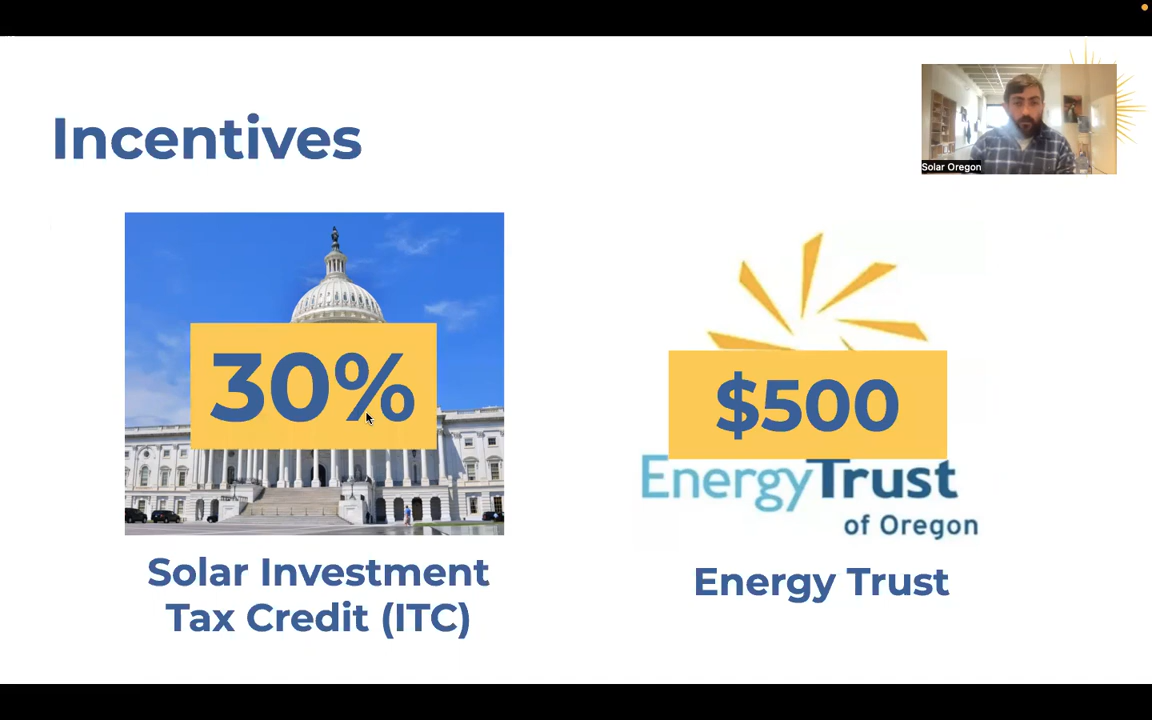 Incentives
Solar Oregon
30%
$500
EnergyTrust
of Oregon
Solar Investment
Tax Credit (ITC)
Energy Trust